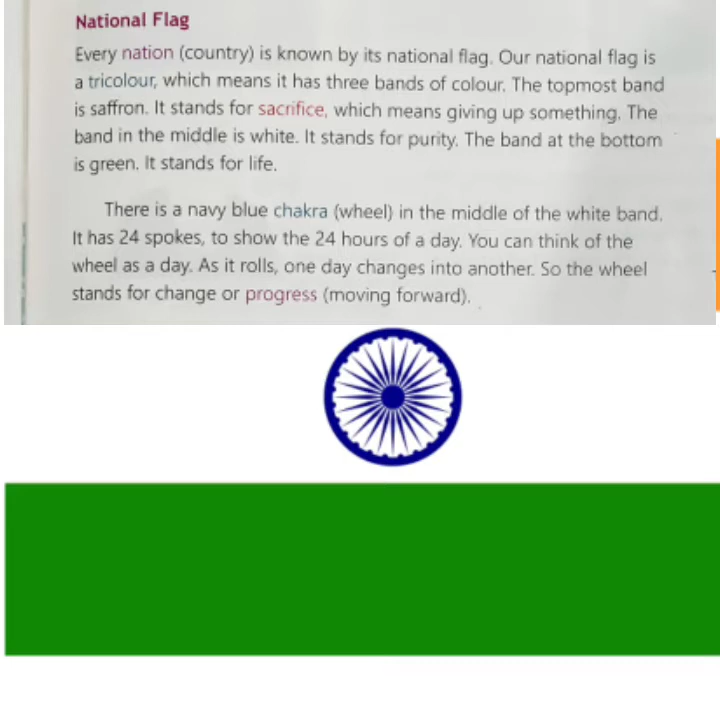 National Flag
Every nation (country) is known by its national flag. Our national flag is
a tricolour, which means it has three bands of colour. The topmost band
is saffron. It stands for sacrifice, which means giving up something. The
band in the middle is white. It stands for purity. The band at the bottom
is green. It stands for life.
There is a navy blue chakra (wheel) in the middle of the white band.
It has 24 spokes, to show the 24 hours of a day. You can think of the
wheel as a day. As it rolls, one day changes into another. So the wheel
stands for change or progress (moving forward).